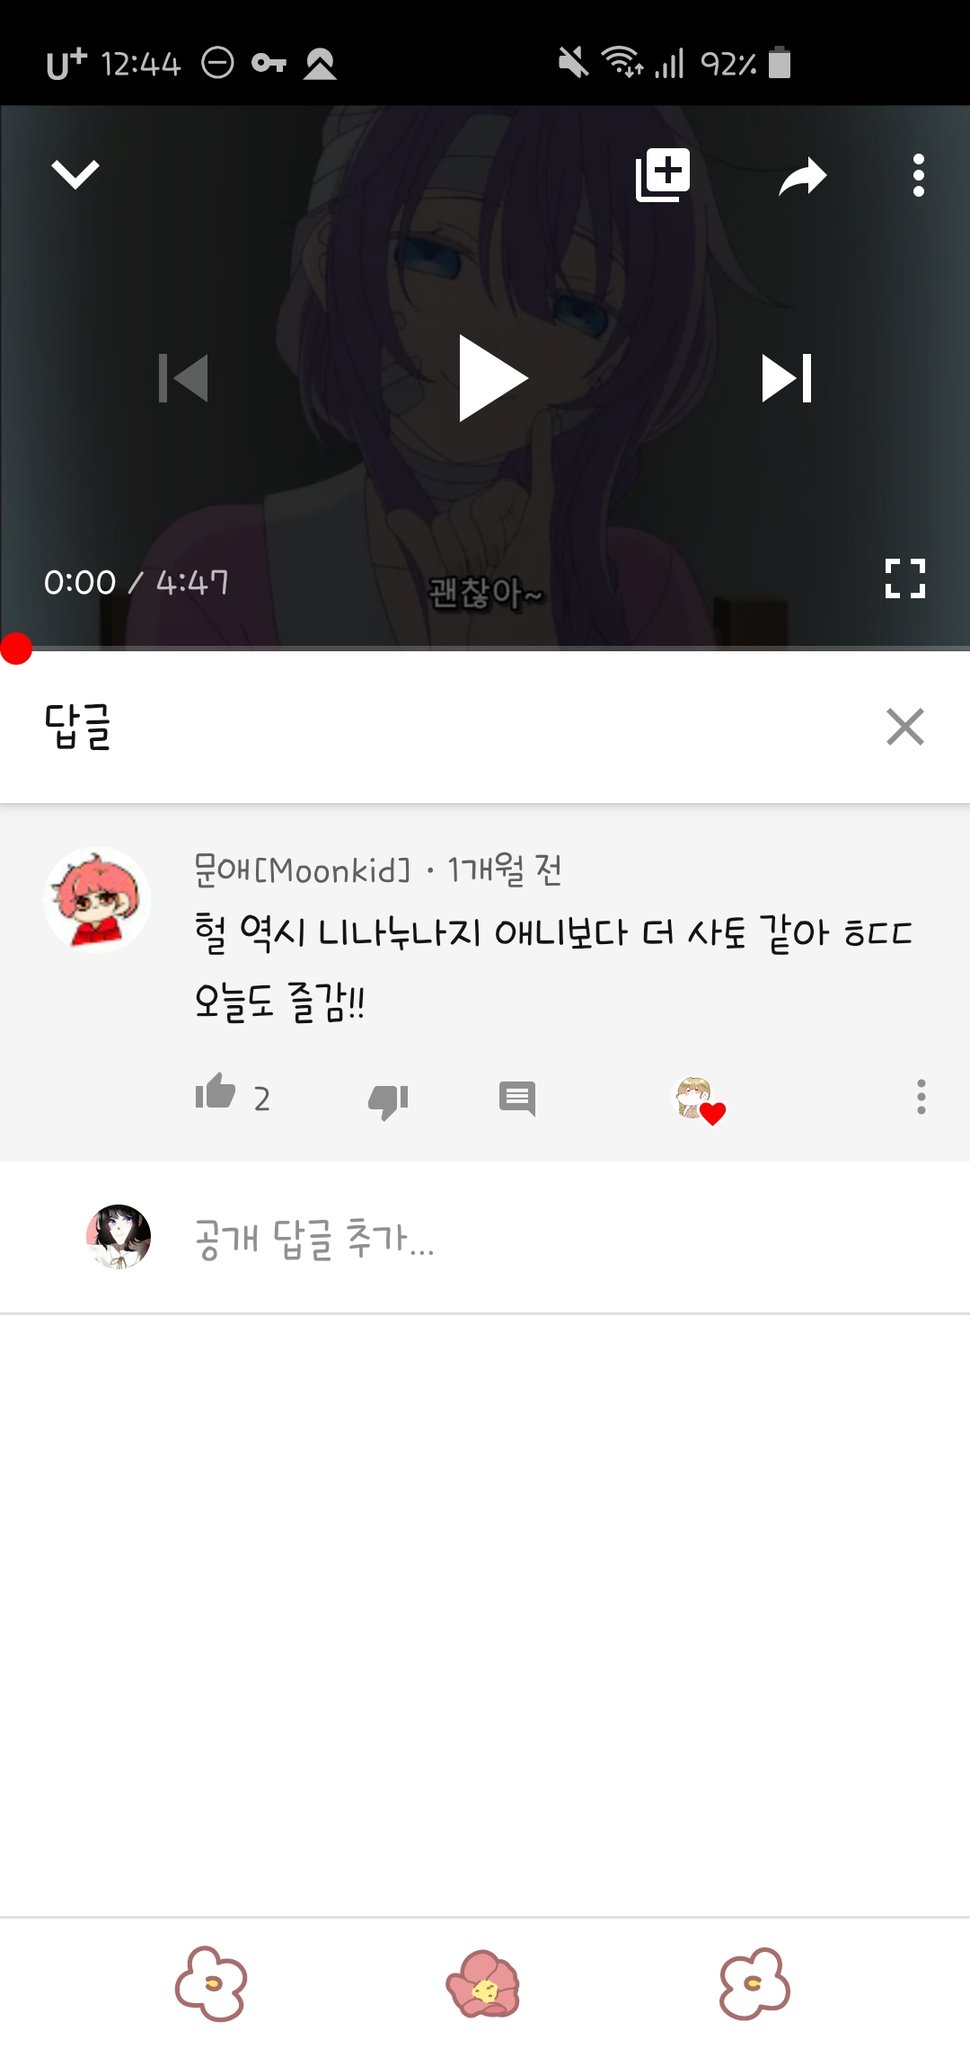 U+ 12:44 92%
괜찮아~
0:00 / 4:47
답글
문애[Moonkid] · 1개월 전
헐 역시 니나누나지 애니보다 더 사토 같아 ㅎㄷㄷ
오늘도 즐감!!
2
공개 답글 추가...